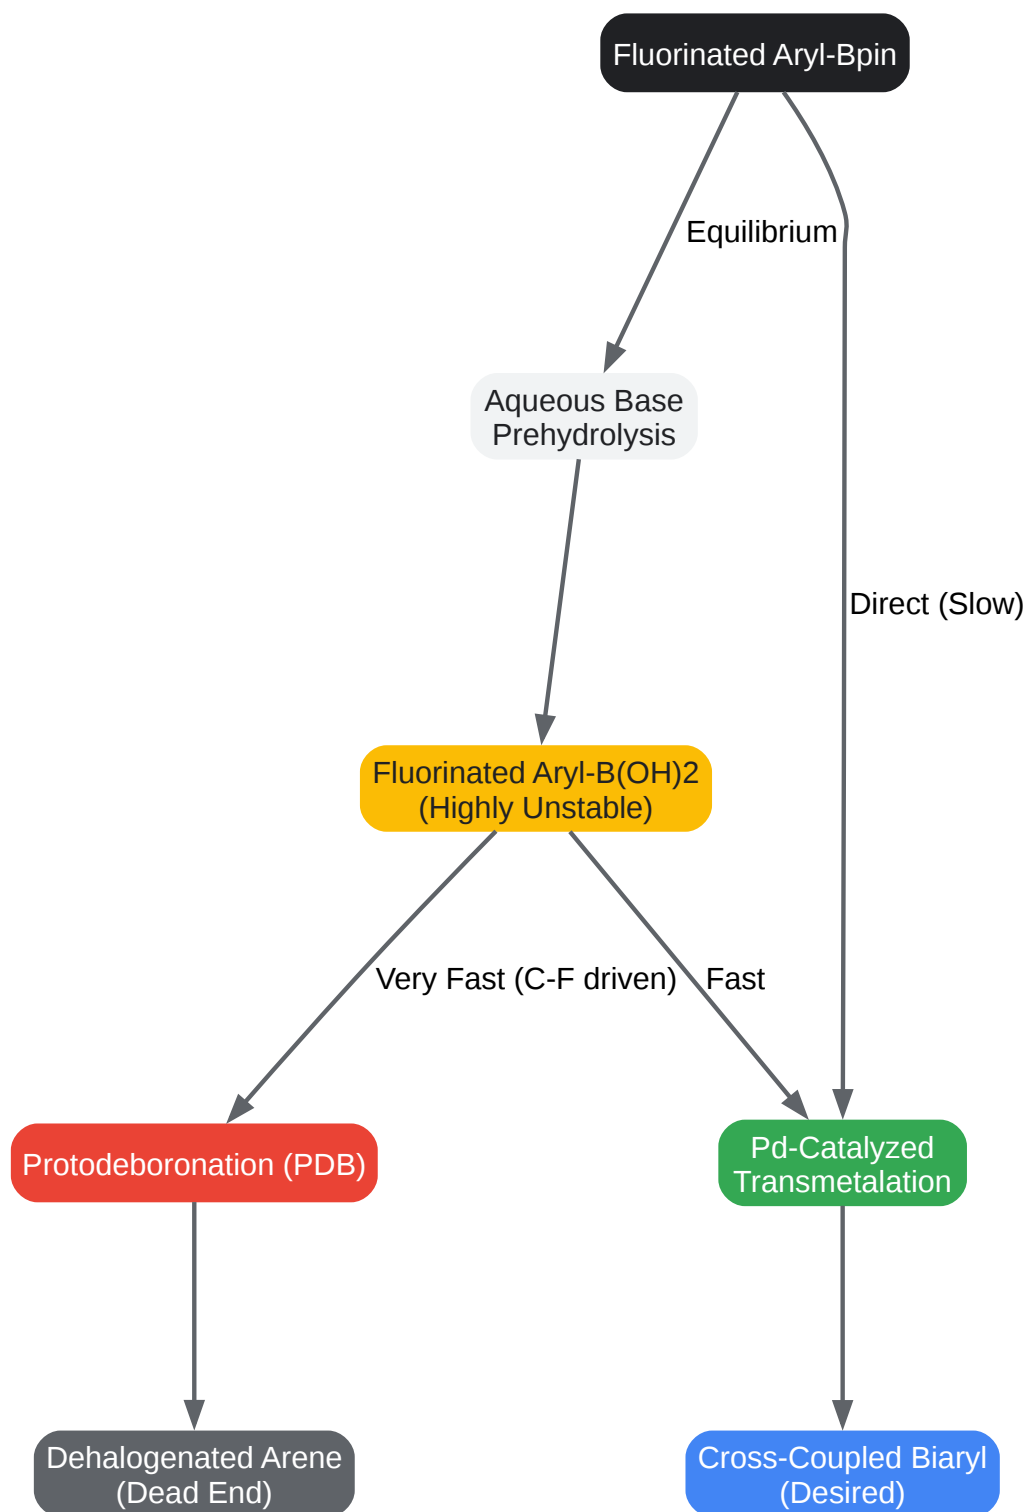 Fluorinated Aryl-Bpin
Equilibrium
Aqueous Base
Prehydrolysis
Direct (Slow)
Fluorinated Aryl-B(OH)2
(Highly Unstable)
Very Fast (C-F driven)
Fast
Protodeboronation (PDB)
Pd-Catalyzed
Transmetalation
Dehalogenated Arene
(Dead End)
Cross-Coupled Biaryl
(Desired)